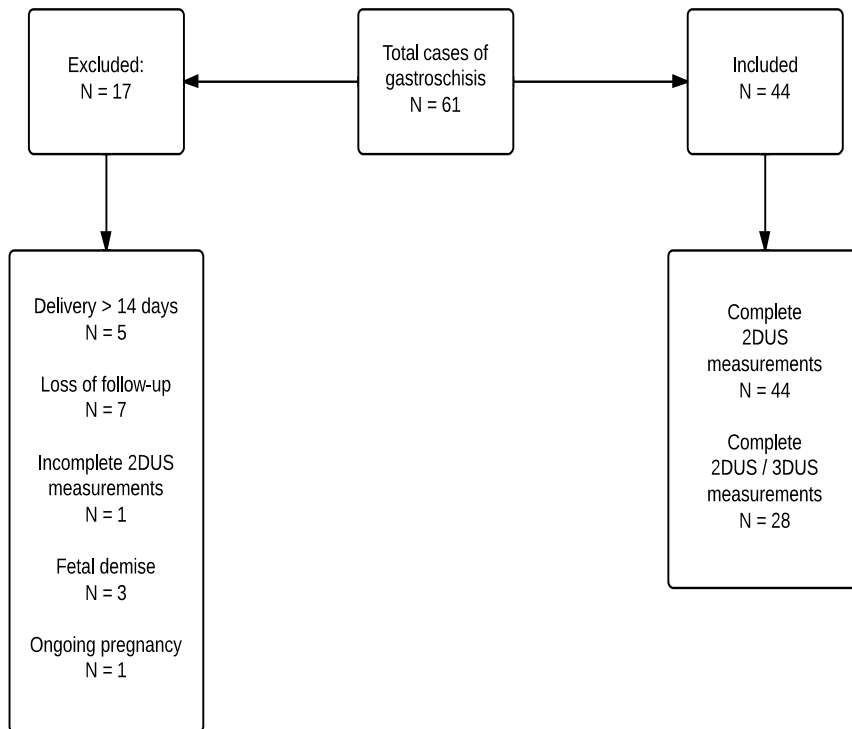 Excluded:
N = 17
Total cases of
gastroschisis
N = 61
Included
N = 44
Delivery > 14 days
N = 5
Loss of follow-up
N = 7
Incomplete 2DUS
measurements
N = 1
Fetal demise
N = 3
Ongoing pregnancy
N = 1
Complete
2DUS
measurements
N = 44
Complete
2DUS / 3DUS
measurements
N = 28